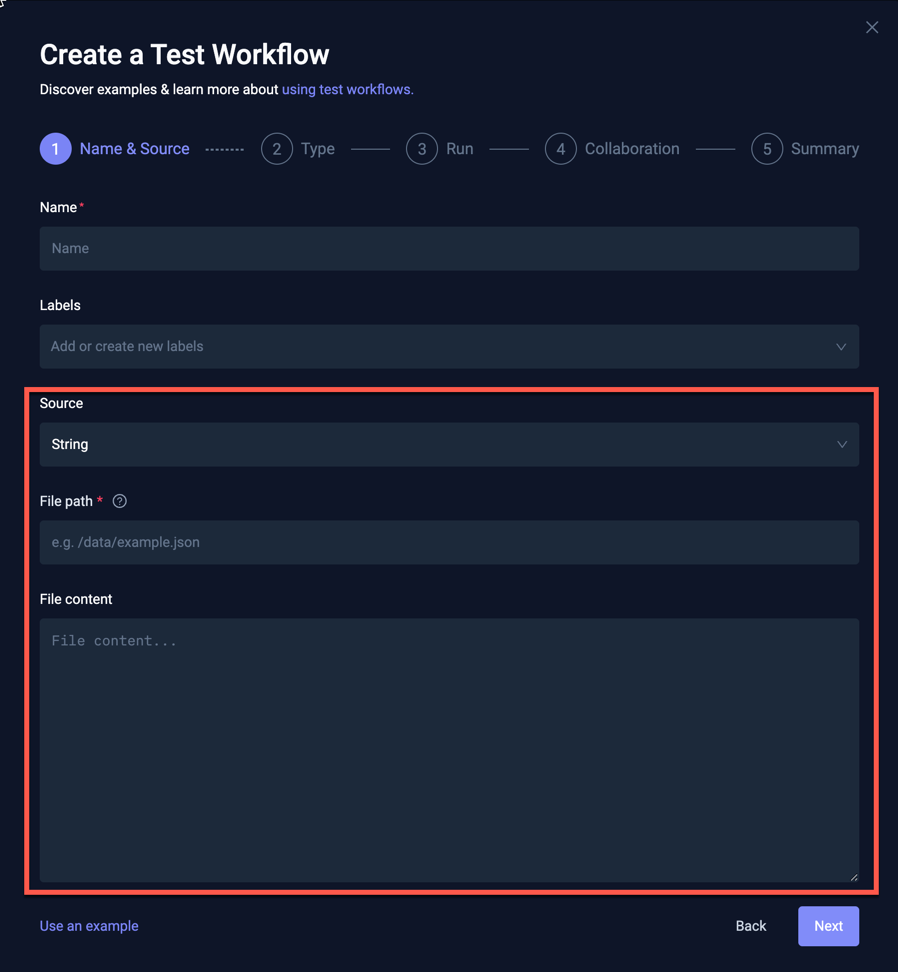 Create a Test Workflow
Discover examples & learn more about using test workflows.
1 Name & Source 2 Type 3 Run 4 Collaboration 5 Summary
Name*
Name
Labels
Add or create new labels
Source
String
File path * ?
e.g. /data/example.json
File content
File content...
Use an example Back Next